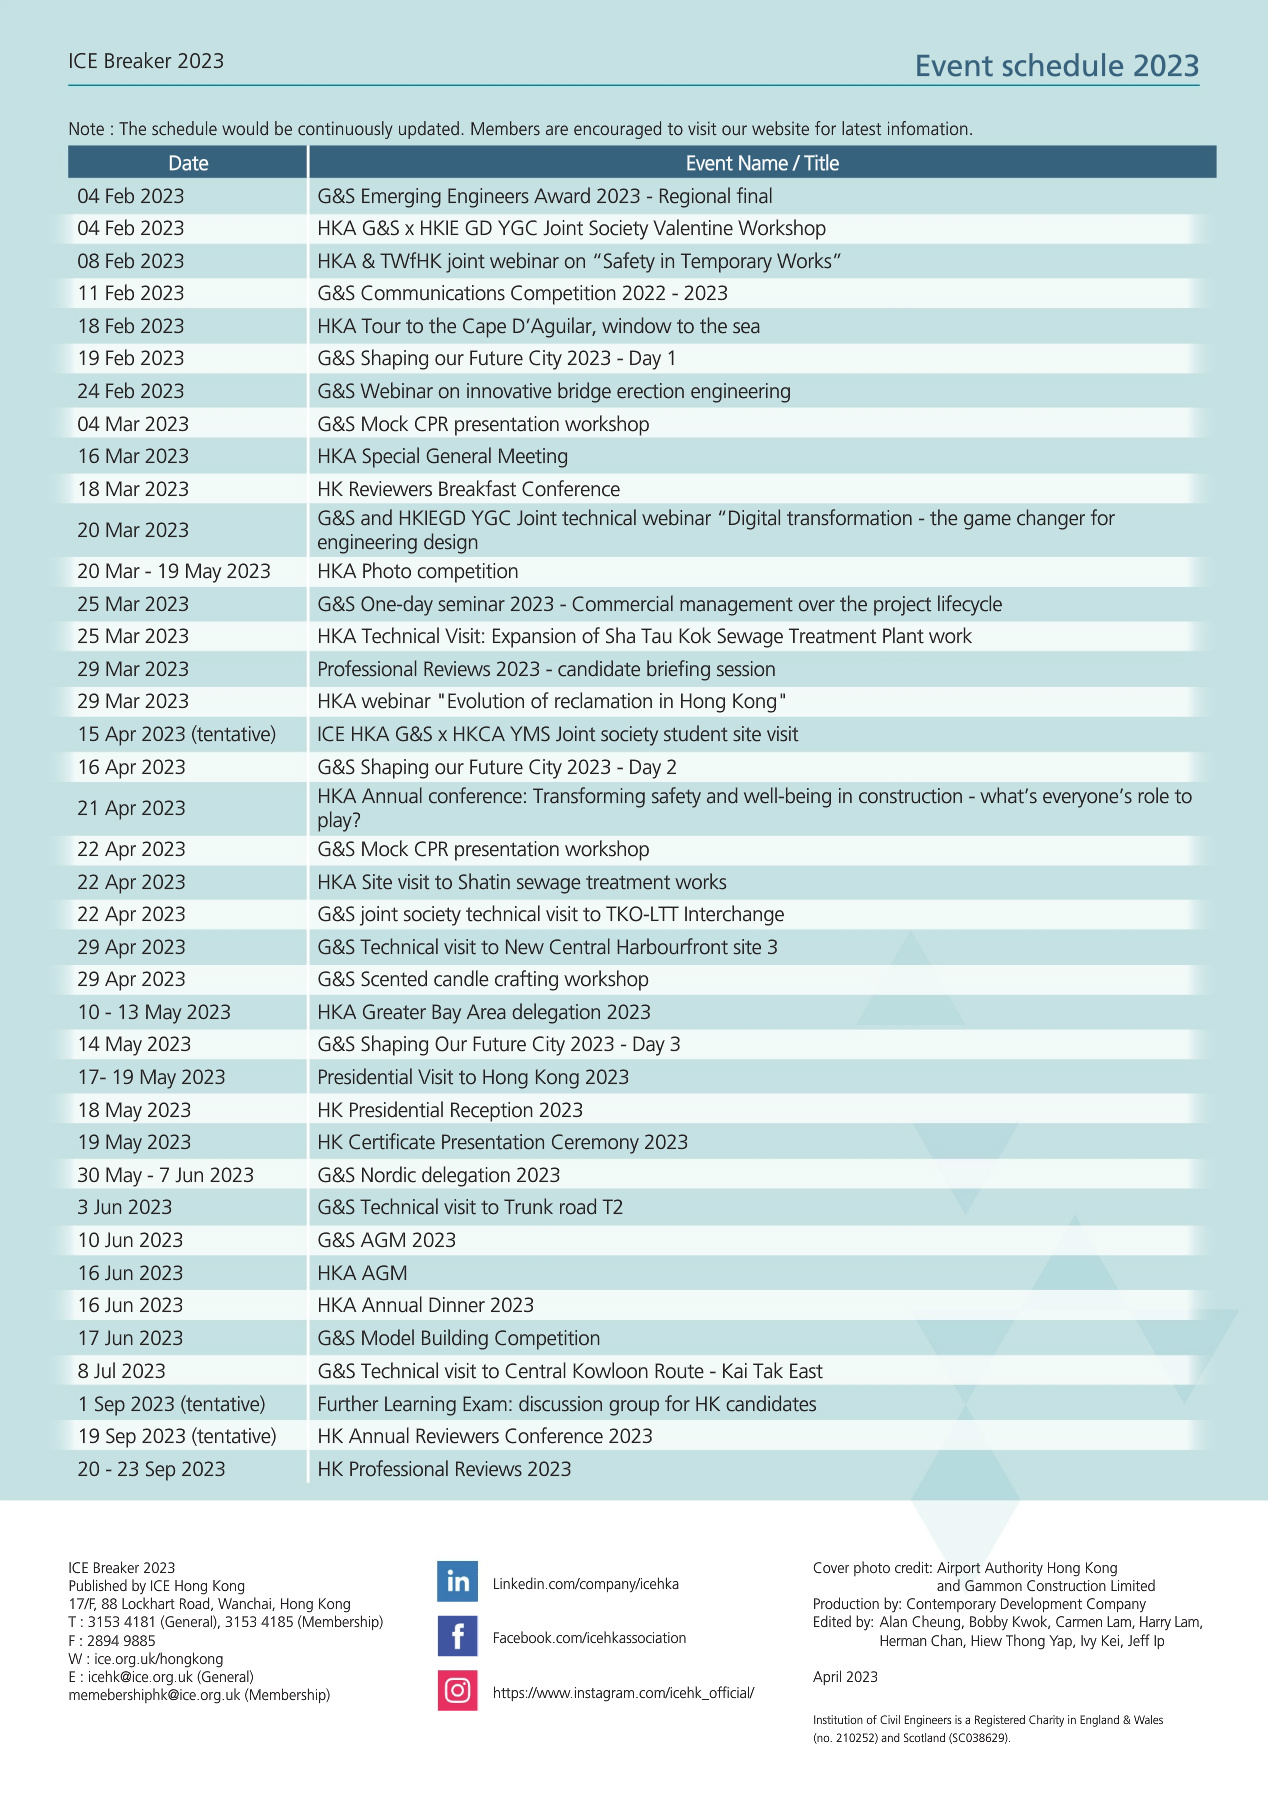 ICE Breaker 2023
Event schedule 2023
Note : The schedule would be continuously updated. Members are encouraged to visit our website for latest infomation.
Date Event Name / Title
04 Feb 2023 G&S Emerging Engineers Award 2023 - Regional final
04 Feb 2023 HKA G&S x HKIE GD YGC Joint Society Valentine Workshop
08 Feb 2023 HKA & TWfHK joint webinar on “Safety in Temporary Works”
11 Feb 2023 G&S Communications Competition 2022 - 2023
18 Feb 2023 HKA Tour to the Cape D’Aguilar, window to the sea
19 Feb 2023 G&S Shaping our Future City 2023 - Day 1
24 Feb 2023 G&S Webinar on innovative bridge erection engineering
04 Mar 2023 G&S Mock CPR presentation workshop
16 Mar 2023 HKA Special General Meeting
18 Mar 2023 HK Reviewers Breakfast Conference
20 Mar 2023 G&S and HKIEGD YGC Joint technical webinar “Digital transformation - the game changer for
engineering design
20 Mar - 19 May 2023 HKA Photo competition
25 Mar 2023 G&S One-day seminar 2023 - Commercial management over the project lifecycle
25 Mar 2023 HKA Technical Visit: Expansion of Sha Tau Kok Sewage Treatment Plant work
29 Mar 2023 Professional Reviews 2023 - candidate briefing session
29 Mar 2023 HKA webinar "Evolution of reclamation in Hong Kong"
15 Apr 2023 (tentative) ICE HKA G&S x HKCA YMS Joint society student site visit
16 Apr 2023 G&S Shaping our Future City 2023 - Day 2
21 Apr 2023 HKA Annual conference: Transforming safety and well-being in construction - what’s everyone’s role to
play?
22 Apr 2023 G&S Mock CPR presentation workshop
22 Apr 2023 HKA Site visit to Shatin sewage treatment works
22 Apr 2023 G&S joint society technical visit to TKO-LTT Interchange
29 Apr 2023 G&S Technical visit to New Central Harbourfront site 3
29 Apr 2023 G&S Scented candle crafting workshop
10 - 13 May 2023 HKA Greater Bay Area delegation 2023
14 May 2023 G&S Shaping Our Future City 2023 - Day 3
17- 19 May 2023 Presidential Visit to Hong Kong 2023
18 May 2023 HK Presidential Reception 2023
19 May 2023 HK Certificate Presentation Ceremony 2023
30 May - 7 Jun 2023 G&S Nordic delegation 2023
3 Jun 2023 G&S Technical visit to Trunk road T2
10 Jun 2023 G&S AGM 2023
16 Jun 2023 HKA AGM
16 Jun 2023 HKA Annual Dinner 2023
17 Jun 2023 G&S Model Building Competition
8 Jul 2023 G&S Technical visit to Central Kowloon Route - Kai Tak East
1 Sep 2023 (tentative) Further Learning Exam: discussion group for HK candidates
19 Sep 2023 (tentative) HK Annual Reviewers Conference 2023
20 - 23 Sep 2023 HK Professional Reviews 2023
ICE Breaker 2023
Published by ICE Hong Kong
17/F, 88 Lockhart Road, Wanchai, Hong Kong
T : 3153 4181 (General), 3153 4185 (Membership)
F : 2894 9885
W : ice.org.uk/hongkong
E : icehk@ice.org.uk (General)
memebershiphk@ice.org.uk (Membership)
Linkedin.com/company/icehka
Facebook.com/icehkassociation
https://www.instagram.com/icehk_official/
Cover photo credit: Airport Authority Hong Kong
and Gammon Construction Limited
Production by: Contemporary Development Company
Edited by: Alan Cheung, Bobby Kwok, Carmen Lam, Harry Lam,
Herman Chan, Hiew Thong Yap, Ivy Kei, Jeff Ip
April 2023
Institution of Civil Engineers is a Registered Charity in England & Wales
(no. 210252) and Scotland (SC038629).